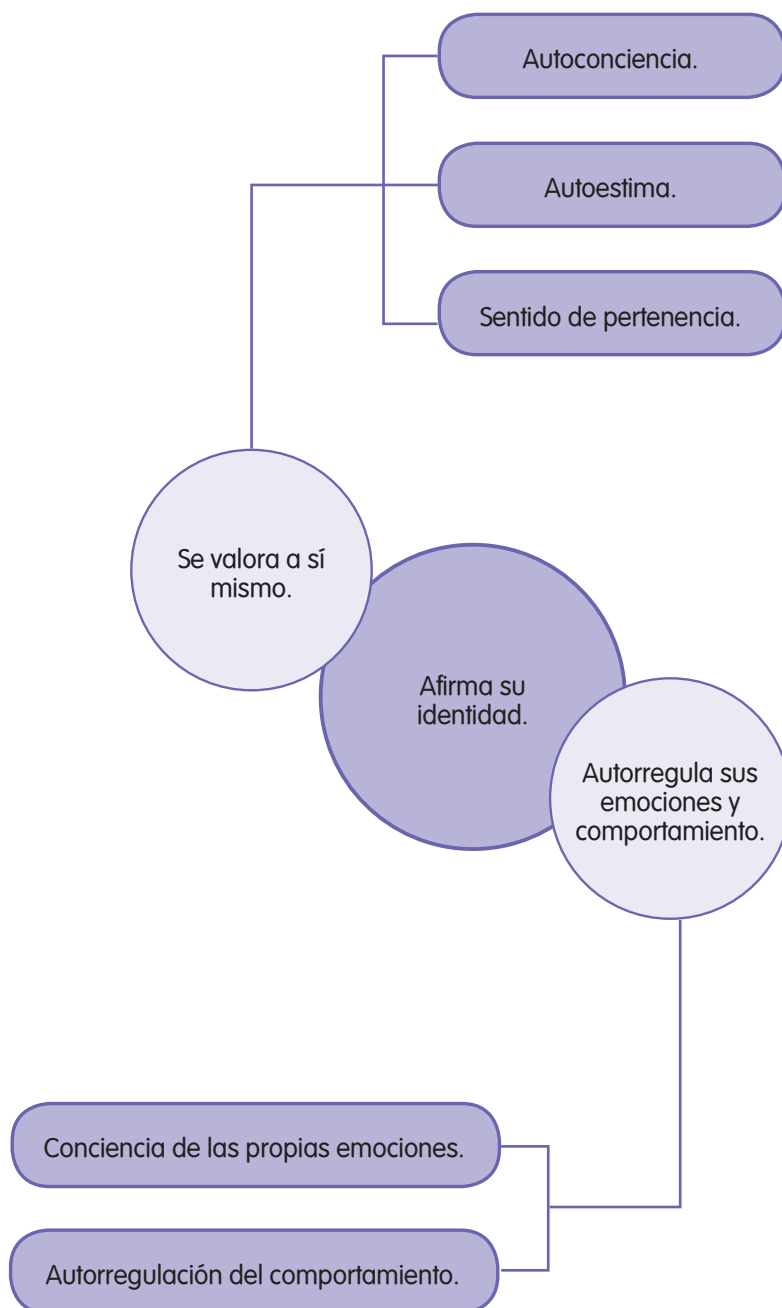 Autoconciencia.
Autoestima.
Sentido de pertenencia.
Se valora a sí
mismo.
Afirma su
identidad.
Autorregula sus
emociones y
comportamiento.
Conciencia de las propias emociones.
Autorregulación del comportamiento.